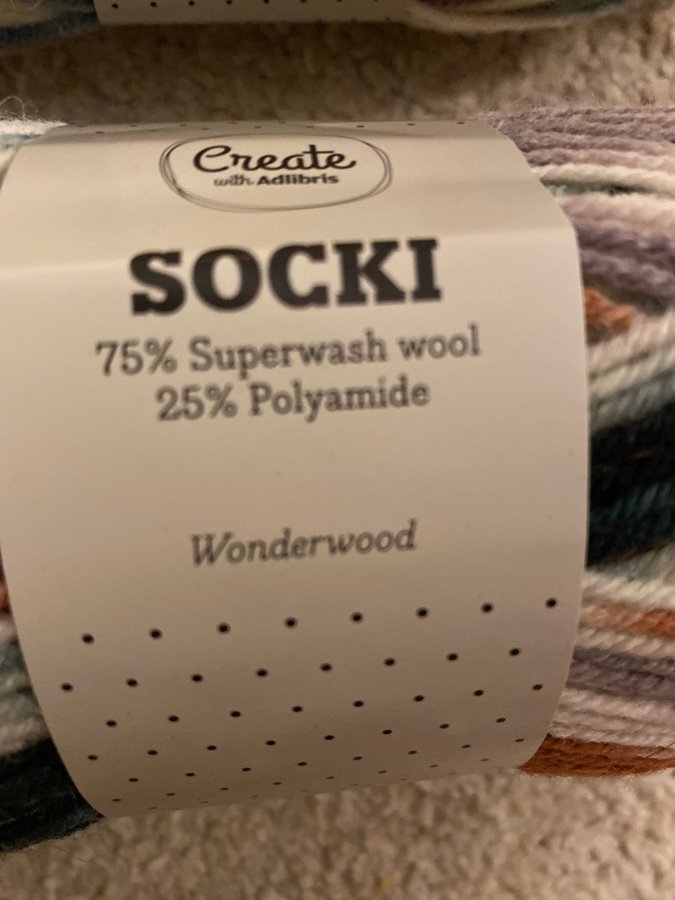 Create
with Adlibris
SOCKI
75% Superwash wool
25% Polyamide
Wonderwood